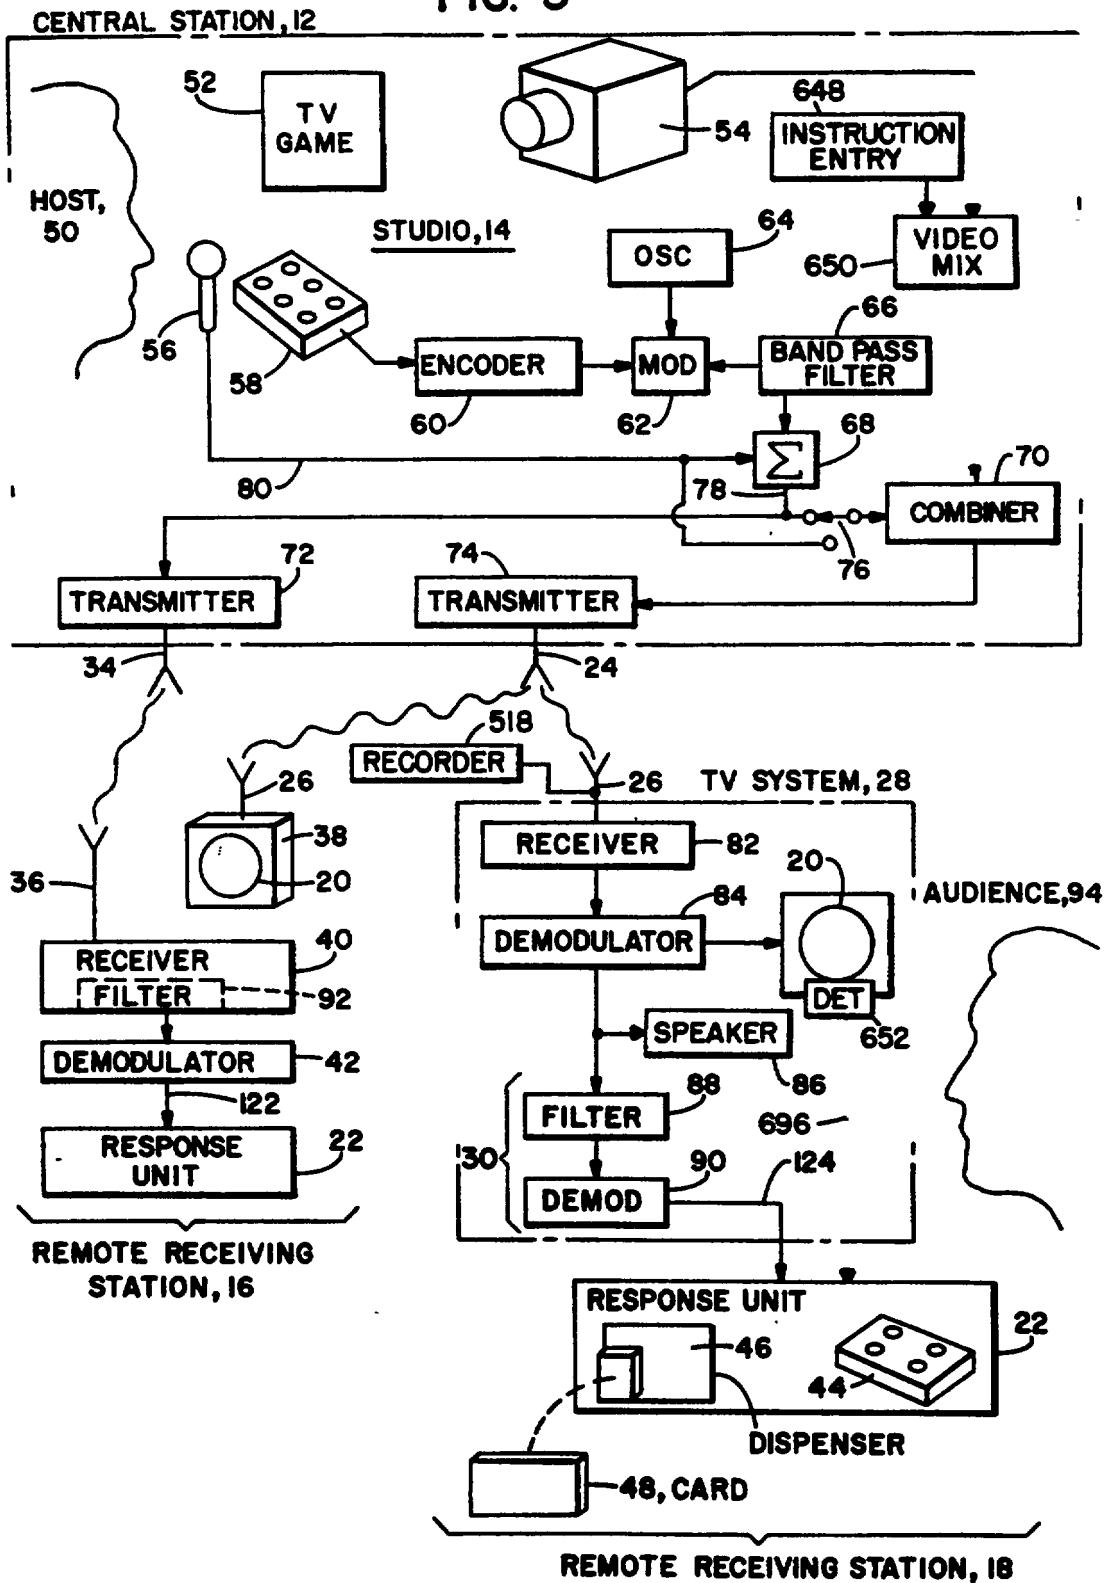 FIG. 3
CENTRAL STATION, 12
52
TV
GAME
54
648
INSTRUCTION
ENTRY
HOST,
50
STUDIO, 14
64
OSC
650
VIDEO
MIX
56
58
66
ENCODER
MOD
BAND PASS
FILTER
60
62
68
Σ
80
78
70
COMBINER
76
72
74
TRANSMITTER
TRANSMITTER
34
24
518
RECORDER
26
26
TV SYSTEM, 28
38
20
RECEIVER
82
36
84
20
AUDIENCE, 94
DEMODULATOR
40
RECEIVER
FILTER
92
DET
652
SPEAKER
86
DEMODULATOR
42
122
88
FILTER
696
RESPONSE
UNIT
22
30
90
124
DEMOD
REMOTE RECEIVING
STATION, 16
RESPONSE UNIT
22
46
44
DISPENSER
48, CARD
REMOTE RECEIVING STATION, 18